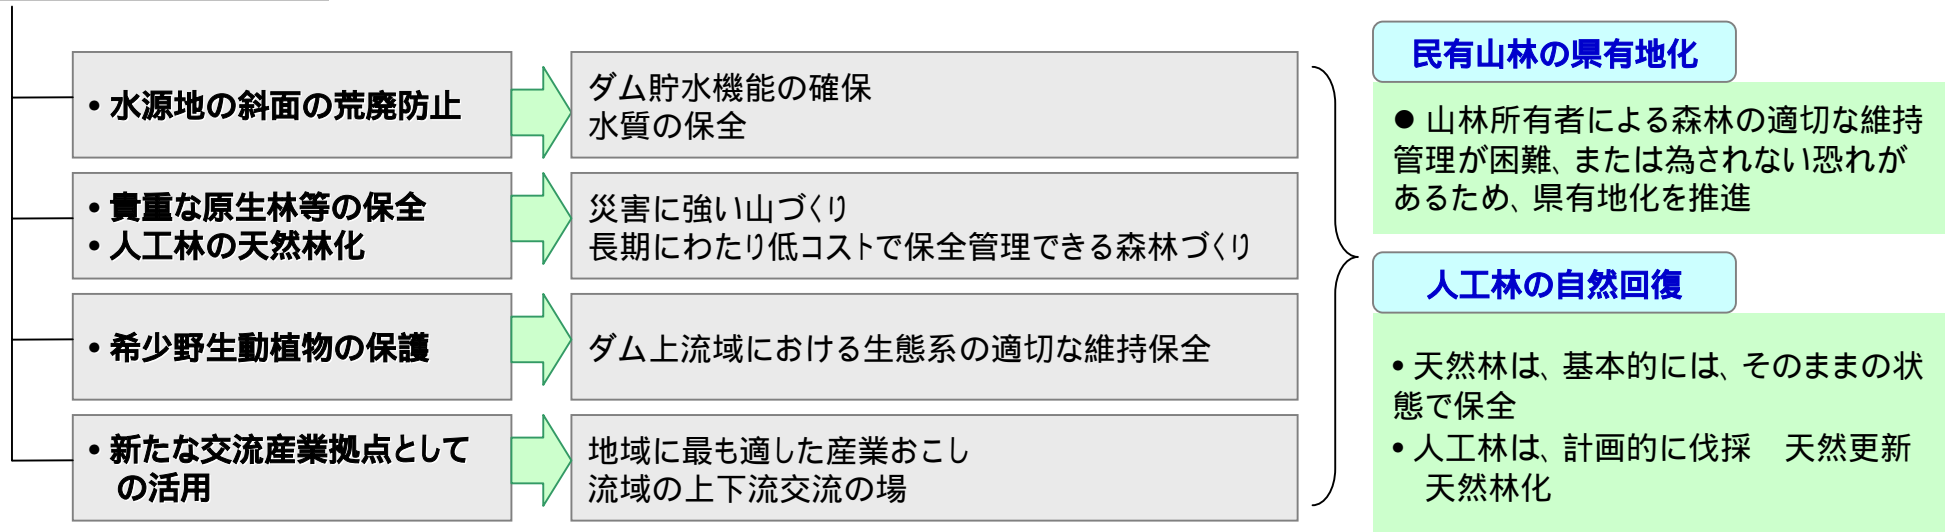 • 水源地の斜面の荒廃防止
ダム貯水機能の確保
水質の保全
• 貴重な原生林等の保全
• 人工林の天然林化
災害に強い山づくり
長期にわたり低コストで保全管理できる森林づくり
• 希少野生動植物の保護
ダム上流域における生態系の適切な維持保全
• 新たな交流産業拠点として
の活用
地域に最も適した産業おこし
流域の上下流交流の場
民有山林の県有地化
● 山林所有者による森林の適切な維持
管理が困難、または為されない恐れが
あるため、県有地化を推進
人工林の自然回復
• 天然林は、基本的には、そのままの状
態で保全
• 人工林は、計画的に伐採　天然更新
天然林化